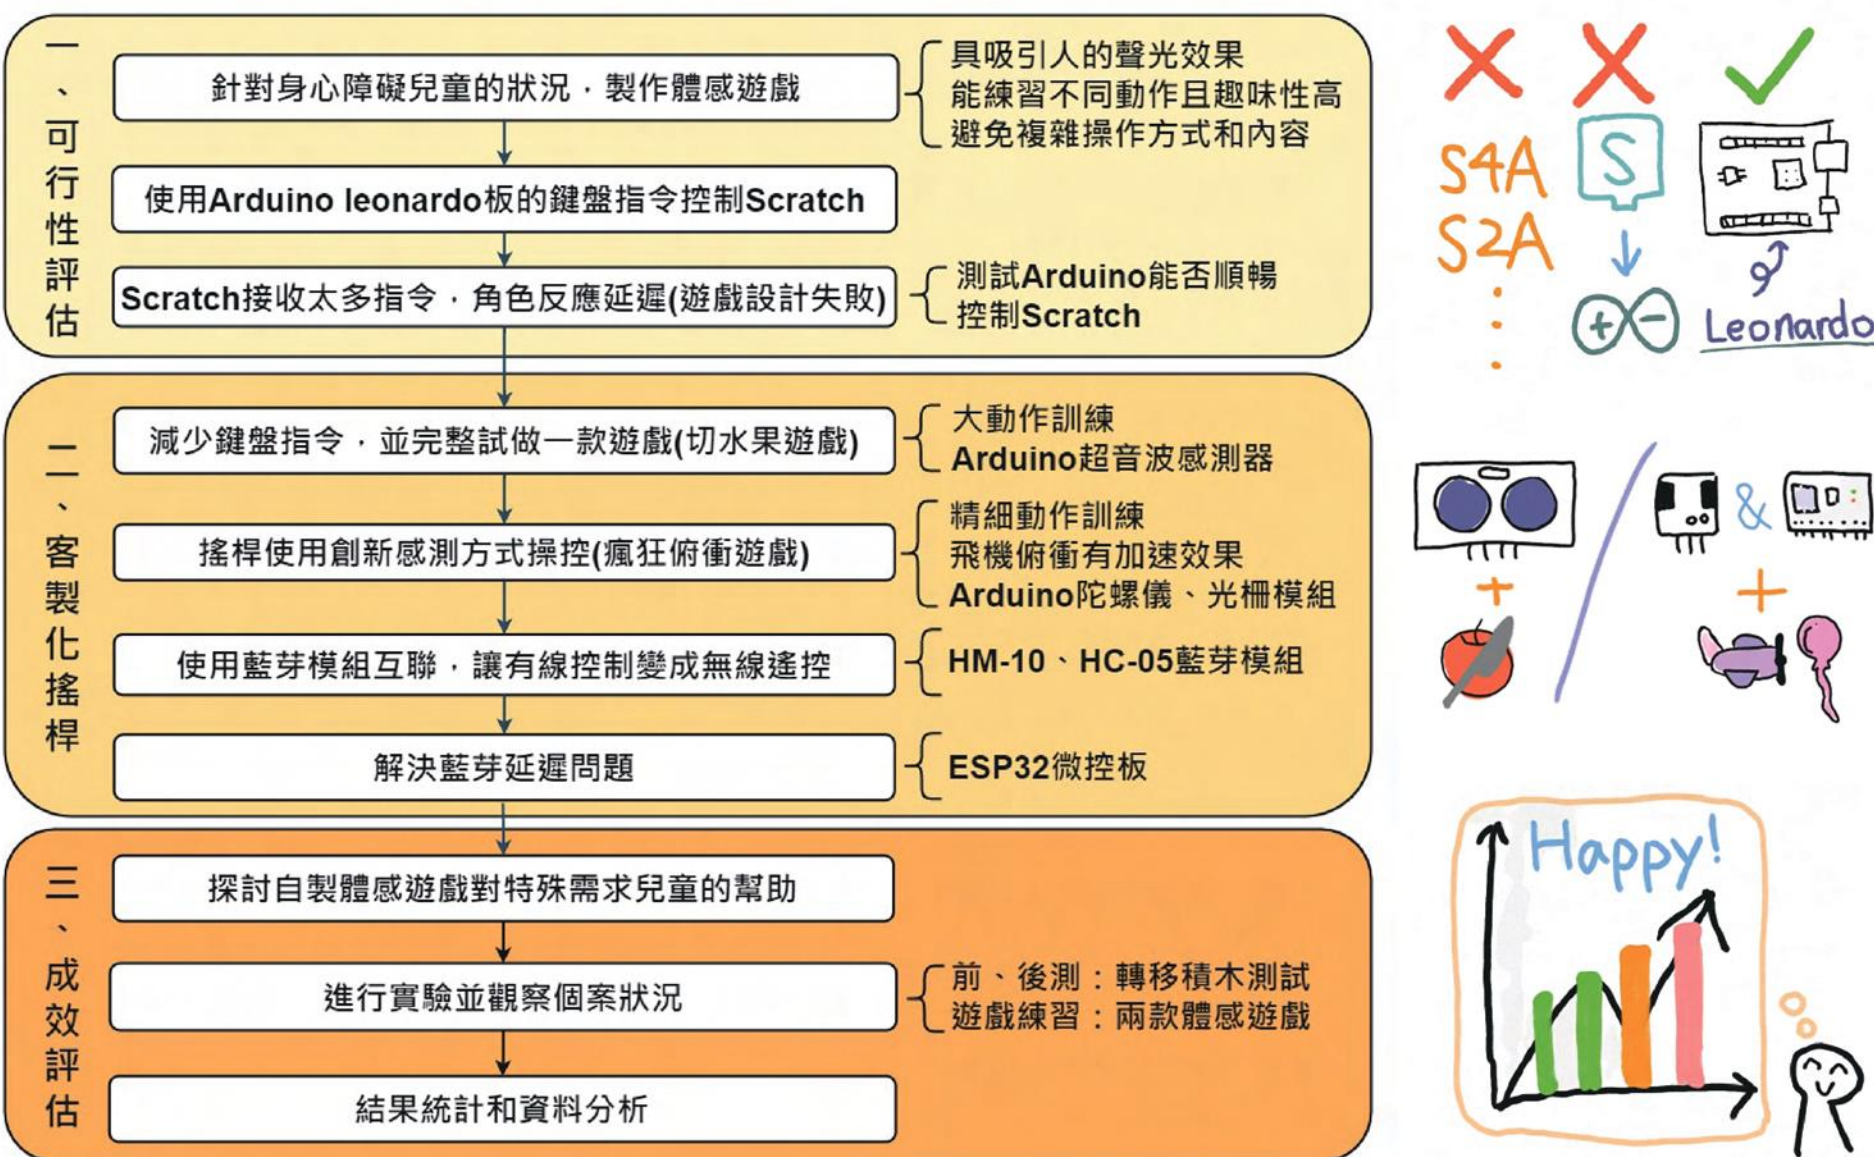 一、可行性評估
針對身心障礙兒童的狀況，製作體感遊戲
具吸引人的聲光效果
能練習不同動作且趣味性高
避免複雜操作方式和內容
使用Arduino leonardo板的鍵盤指令控制Scratch
Scratch接收太多指令，角色反應延遲(遊戲設計失敗)
測試Arduino能否順暢
控制Scratch
S4A
S2A
S
Leonardo
二、客製化搖桿
減少鍵盤指令，並完整試做一款遊戲(切水果遊戲)
大動作訓練
Arduino超音波感測器
搖桿使用創新感測方式操控(瘋狂俯衝遊戲)
精細動作訓練
飛機俯衝有加速效果
Arduino陀螺儀、光柵模組
使用藍芽模組互聯，讓有線控制變成無線遙控
HM-10、HC-05藍芽模組
解決藍芽延遲問題
ESP32微控板
&
三、成效評估
探討自製體感遊戲對特殊需求兒童的幫助
進行實驗並觀察個案狀況
前、後測：轉移積木測試
遊戲練習：兩款體感遊戲
結果統計和資料分析
Happy!